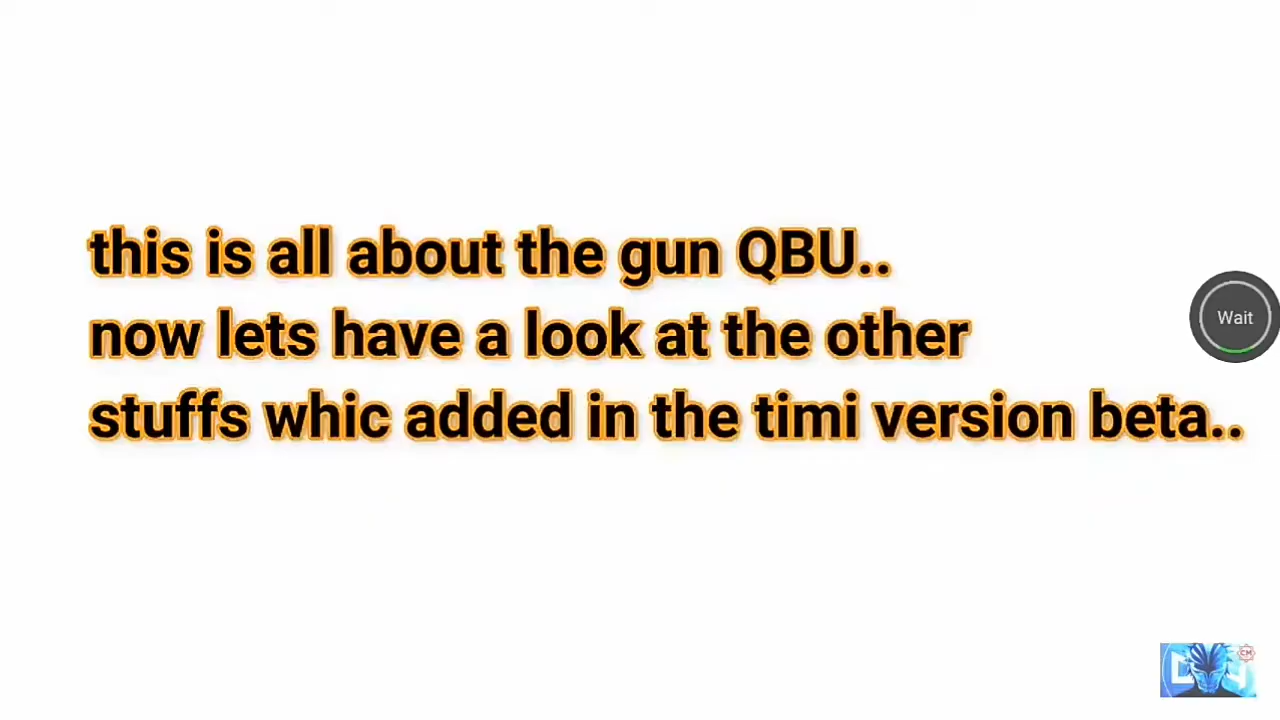 this is all about the gun QBU..
now lets have a look at the other
stuffs whic added in the timi version beta..
Wait
CM